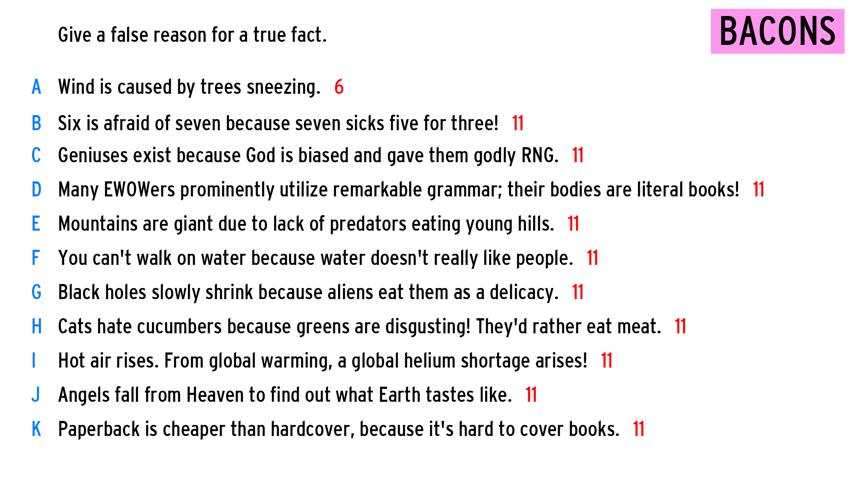 Give a false reason for a true fact.
BACONS
A Wind is caused by trees sneezing. 6
B Six is afraid of seven because seven sicks five for three! 11
C Geniuses exist because God is biased and gave them godly RNG. 11
D Many EWOWers prominently utilize remarkable grammar; their bodies are literal books! 11
E Mountains are giant due to lack of predators eating young hills. 11
F You can't walk on water because water doesn't really like people. 11
G Black holes slowly shrink because aliens eat them as a delicacy. 11
H Cats hate cucumbers because greens are disgusting! They'd rather eat meat. 11
I Hot air rises. From global warming, a global helium shortage arises! 11
J Angels fall from Heaven to find out what Earth tastes like. 11
K Paperback is cheaper than hardcover, because it's hard to cover books. 11